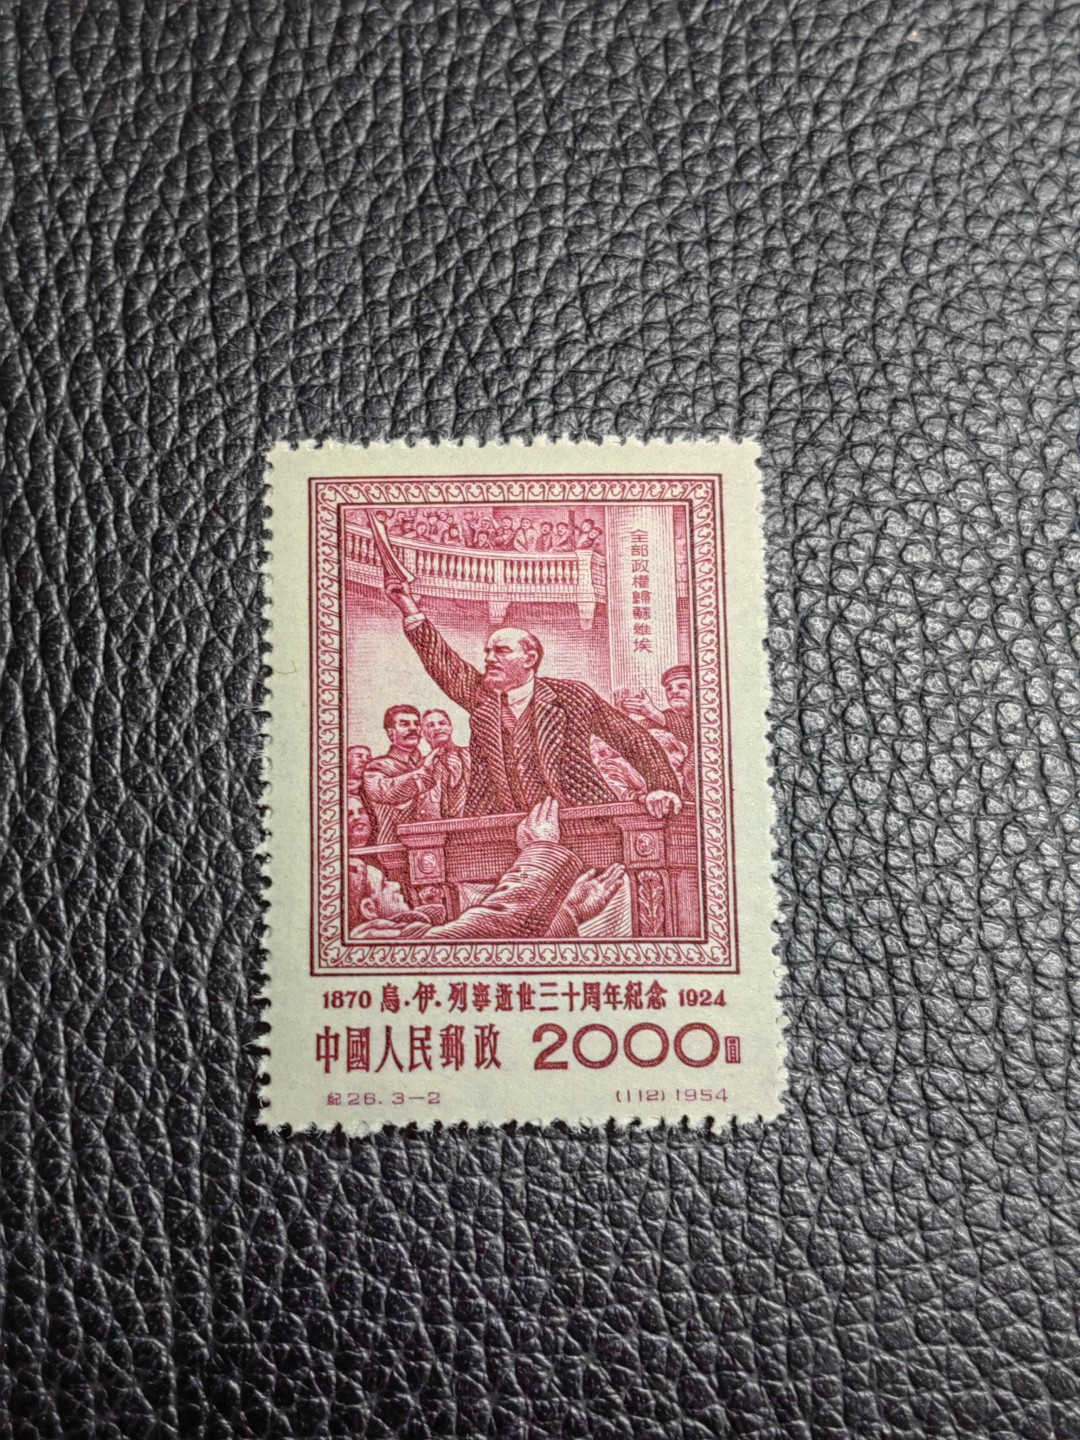 全部政權歸蘇維埃
1870 烏·伊·列寧逝世三十周年紀念 1924
中國人民郵政 2000圓
紀26.3-2 (112)1954